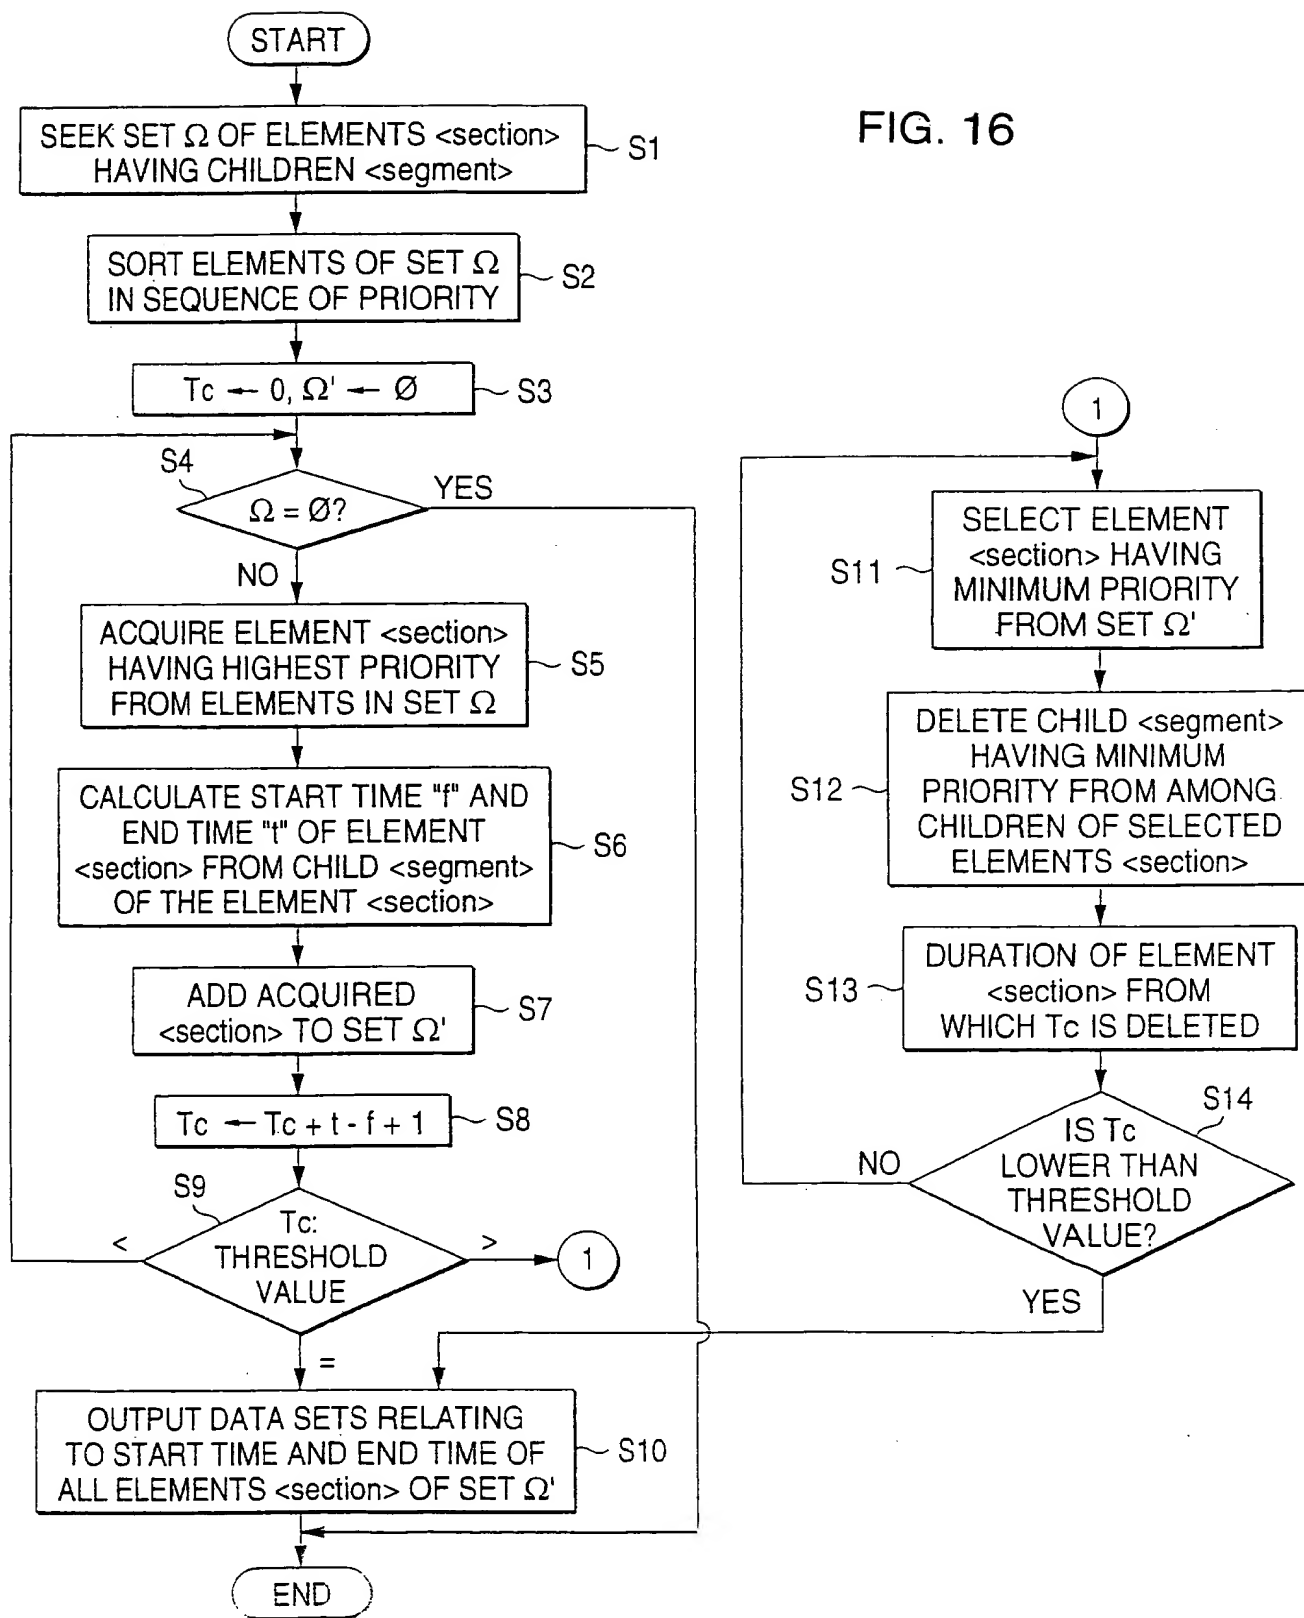 START
FIG. 16
SEEK SET Ω OF ELEMENTS <section>
HAVING CHILDREN <segment>
S1
SORT ELEMENTS OF SET Ω
IN SEQUENCE OF PRIORITY
S2
Tc ← 0, Ω' ← Ø
S3
S4
Ω = Ø?
YES
NO
ACQUIRE ELEMENT <section>
HAVING HIGHEST PRIORITY
FROM ELEMENTS IN SET Ω
S5
CALCULATE START TIME "f" AND
END TIME "t" OF ELEMENT
<section> FROM CHILD <segment>
OF THE ELEMENT <section>
S6
ADD ACQUIRED
<section> TO SET Ω'
S7
Tc ← Tc + t - f + 1
S8
S9
Tc:
THRESHOLD
VALUE
<
>
1
=
OUTPUT DATA SETS RELATING
TO START TIME AND END TIME OF
ALL ELEMENTS <section> OF SET Ω'
S10
END
1
SELECT ELEMENT
<section> HAVING
MINIMUM PRIORITY
FROM SET Ω'
S11
DELETE CHILD <segment>
HAVING MINIMUM
PRIORITY FROM AMONG
CHILDREN OF SELECTED
ELEMENTS <section>
S12
DURATION OF ELEMENT
<section> FROM
WHICH Tc IS DELETED
S13
S14
IS Tc
LOWER THAN
THRESHOLD
VALUE?
NO
YES